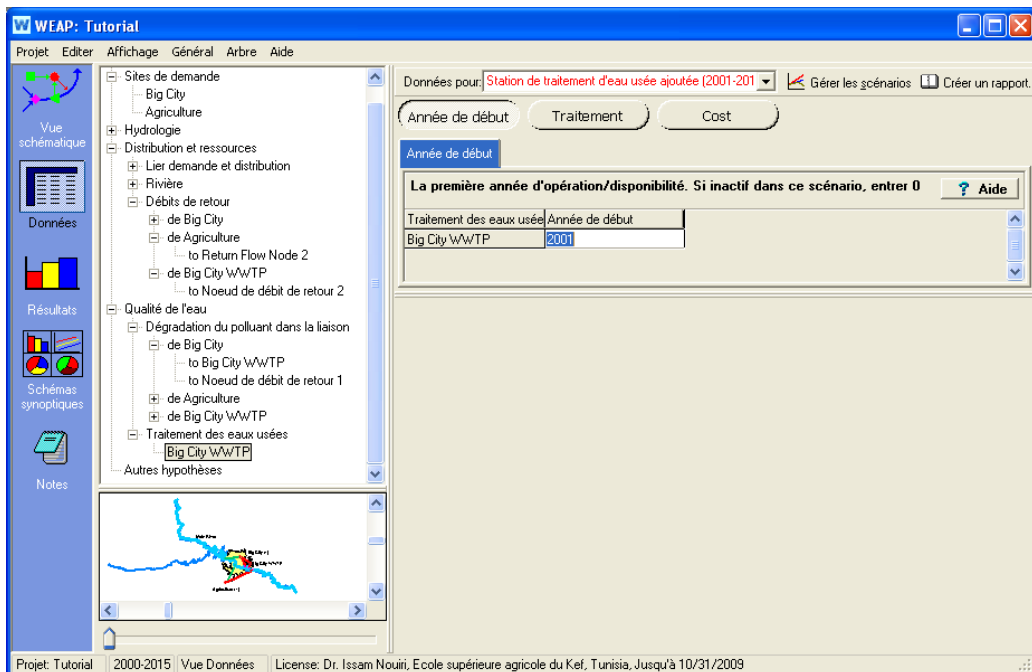 WEAP: Tutorial
Projet Editer Affichage Général Arbre Aide
Vue schématique
Données
Résultats
Schémas synoptiques
Notes
Sites de demande
Big City
Agriculture
Hydrologie
Distribution et ressources
Lier demande et distribution
Rivière
Débits de retour
de Big City
de Agriculture
to Return Flow Node 2
de Big City WWTP
to Noeud de débit de retour 2
Qualité de l'eau
Dégradation du polluant dans la liaison
de Big City
to Big City WWTP
to Noeud de débit de retour 1
de Agriculture
de Big City WWTP
Traitement des eaux usées
Big City WWTP
Autres hypothèses
Données pour: Station de traitement d'eau usée ajoutée (2001-201 Gérer les scénarios Créer un rapport.
Année de début Traitement Cost
Année de début
La première année d'opération/disponibilité. Si inactif dans ce scénario, entrer 0 ? Aide
Traitement des eaux usée Année de début
Big City WWTP 2001
Projet: Tutorial 2000-2015 Vue Données License: Dr. Issam Nouiri, Ecole supérieure agricole du Kef, Tunisia, Jusqu'à 10/31/2009